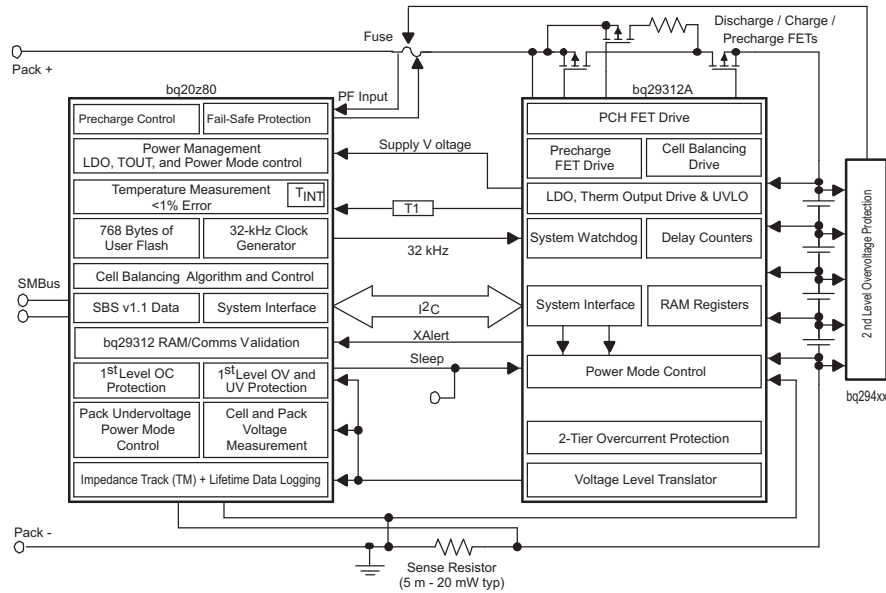 Discharge / Charge /
Precharge FETs
Fuse
Pack +
bq20z80
PF Input
bq29312A
Precharge Control
Fail-Safe Protection
PCH FET Drive
Power Management
LDO, TOUT, and Power Mode control
Supply V oltage
Precharge
FET Drive
Cell Balancing
Drive
Temperature Measurement
<1% Error
TINT
T1
LDO, Therm Output Drive & UVLO
768 Bytes of
User Flash
32-kHz Clock
Generator
32 kHz
System Watchdog
Delay Counters
2 nd Level Overvoltage Protection
Cell Balancing Algorithm and Control
SMBus
SBS v1.1 Data
System Interface
I2C
System Interface
RAM Registers
bq29312 RAM/Comms Validation
XAlert
Sleep
1st Level OC
Protection
1st Level OV and
UV Protection
Power Mode Control
bq294xx
Pack Undervoltage
Power Mode
Control
Cell and Pack
Voltage
Measurement
2-Tier Overcurrent Protection
Impedance Track (TM) + Lifetime Data Logging
Voltage Level Translator
Pack -
Sense Resistor
(5 m - 20 mW typ)